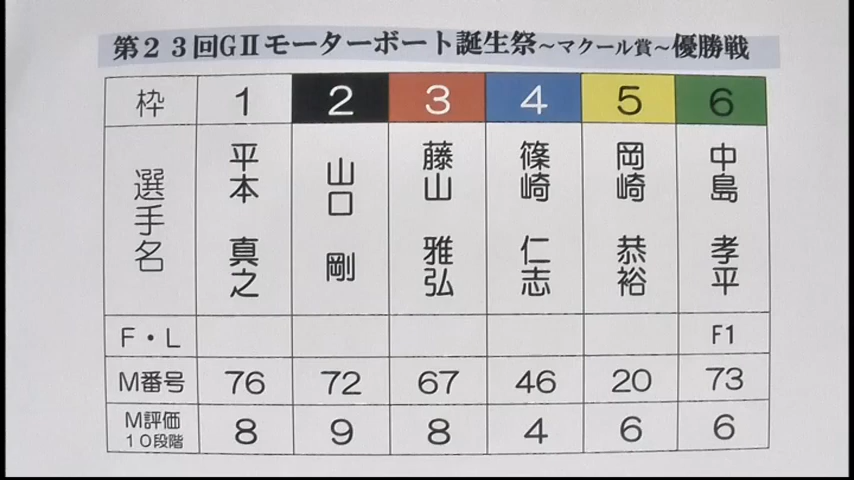 第23回GⅡモーターボート誕生祭～マクール賞～優勝戦
枠 1 2 3 4 5 6
選手名 平本真之 山口剛 藤山雅弘 篠崎仁志 岡崎恭裕 中島孝平
F・L F1
M番号 76 72 67 46 20 73
M評価 10段階 8 9 8 4 6 6